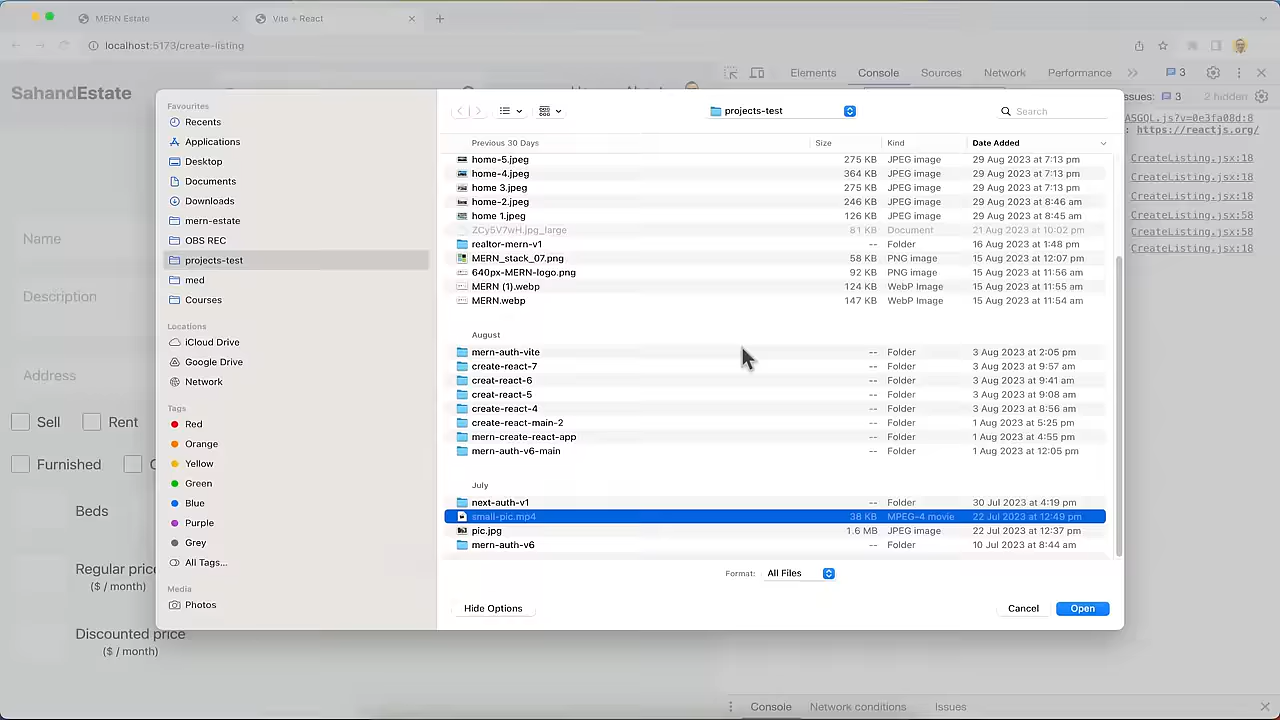 MERN Estate
Vite + React
localhost:5173/create-listing
Elements Console Sources Network Performance 3
SahandEstate
Issues: 3 2 hidden
ASGQL.js?v=0e3fa08d:1
: https://reactjs.org/
CreateListing.jsx:18
CreateListing.jsx:18
CreateListing.jsx:18
CreateListing.jsx:58
CreateListing.jsx:58
CreateListing.jsx:18
Name
Description
Address
Sell Rent
Furnished
Beds
Regular price
($ / month)
Discounted price
($ / month)
Favourites
Recents
Applications
Desktop
Documents
Downloads
mern-estate
OBS REC
projects-test
med
Courses
Locations
iCloud Drive
Google Drive
Network
Tags
Red
Orange
Yellow
Green
Blue
Purple
Grey
All Tags...
Media
Photos
projects-test
Search
Previous 30 Days Size Kind Date Added
home-5.jpeg 275 KB JPEG image 29 Aug 2023 at 7:13 pm
home-4.jpeg 364 KB JPEG image 29 Aug 2023 at 7:13 pm
home 3.jpeg 275 KB JPEG image 29 Aug 2023 at 7:13 pm
home-2.jpeg 246 KB JPEG image 29 Aug 2023 at 8:46 am
home 1.jpeg 126 KB JPEG image 29 Aug 2023 at 8:45 am
ZCy5V7wH.jpg_large 81 KB Document 21 Aug 2023 at 10:02 pm
realtor-mern-v1 -- Folder 16 Aug 2023 at 1:48 pm
MERN_stack_07.png 58 KB PNG image 15 Aug 2023 at 12:07 pm
640px-MERN-logo.png 92 KB PNG image 15 Aug 2023 at 11:56 am
MERN (1).webp 124 KB WebP Image 15 Aug 2023 at 11:55 am
MERN.webp 147 KB WebP Image 15 Aug 2023 at 11:54 am
August
mern-auth-vite -- Folder 3 Aug 2023 at 2:05 pm
create-react-7 -- Folder 3 Aug 2023 at 9:57 am
creat-react-6 -- Folder 3 Aug 2023 at 9:41 am
creat-react-5 -- Folder 3 Aug 2023 at 9:08 am
create-react-4 -- Folder 3 Aug 2023 at 8:56 am
create-react-main-2 -- Folder 1 Aug 2023 at 5:25 pm
mern-create-react-app -- Folder 1 Aug 2023 at 4:55 pm
mern-auth-v6-main -- Folder 1 Aug 2023 at 12:05 pm
July
next-auth-v1 -- Folder 30 Jul 2023 at 4:19 pm
small-pic.mp4 38 KB MPEG-4 movie 22 Jul 2023 at 12:49 pm
pic.jpg 1.6 MB JPEG image 22 Jul 2023 at 12:37 pm
mern-auth-v6 -- Folder 10 Jul 2023 at 8:44 am
Format: All Files
Hide Options Cancel Open
Console Network conditions Issues